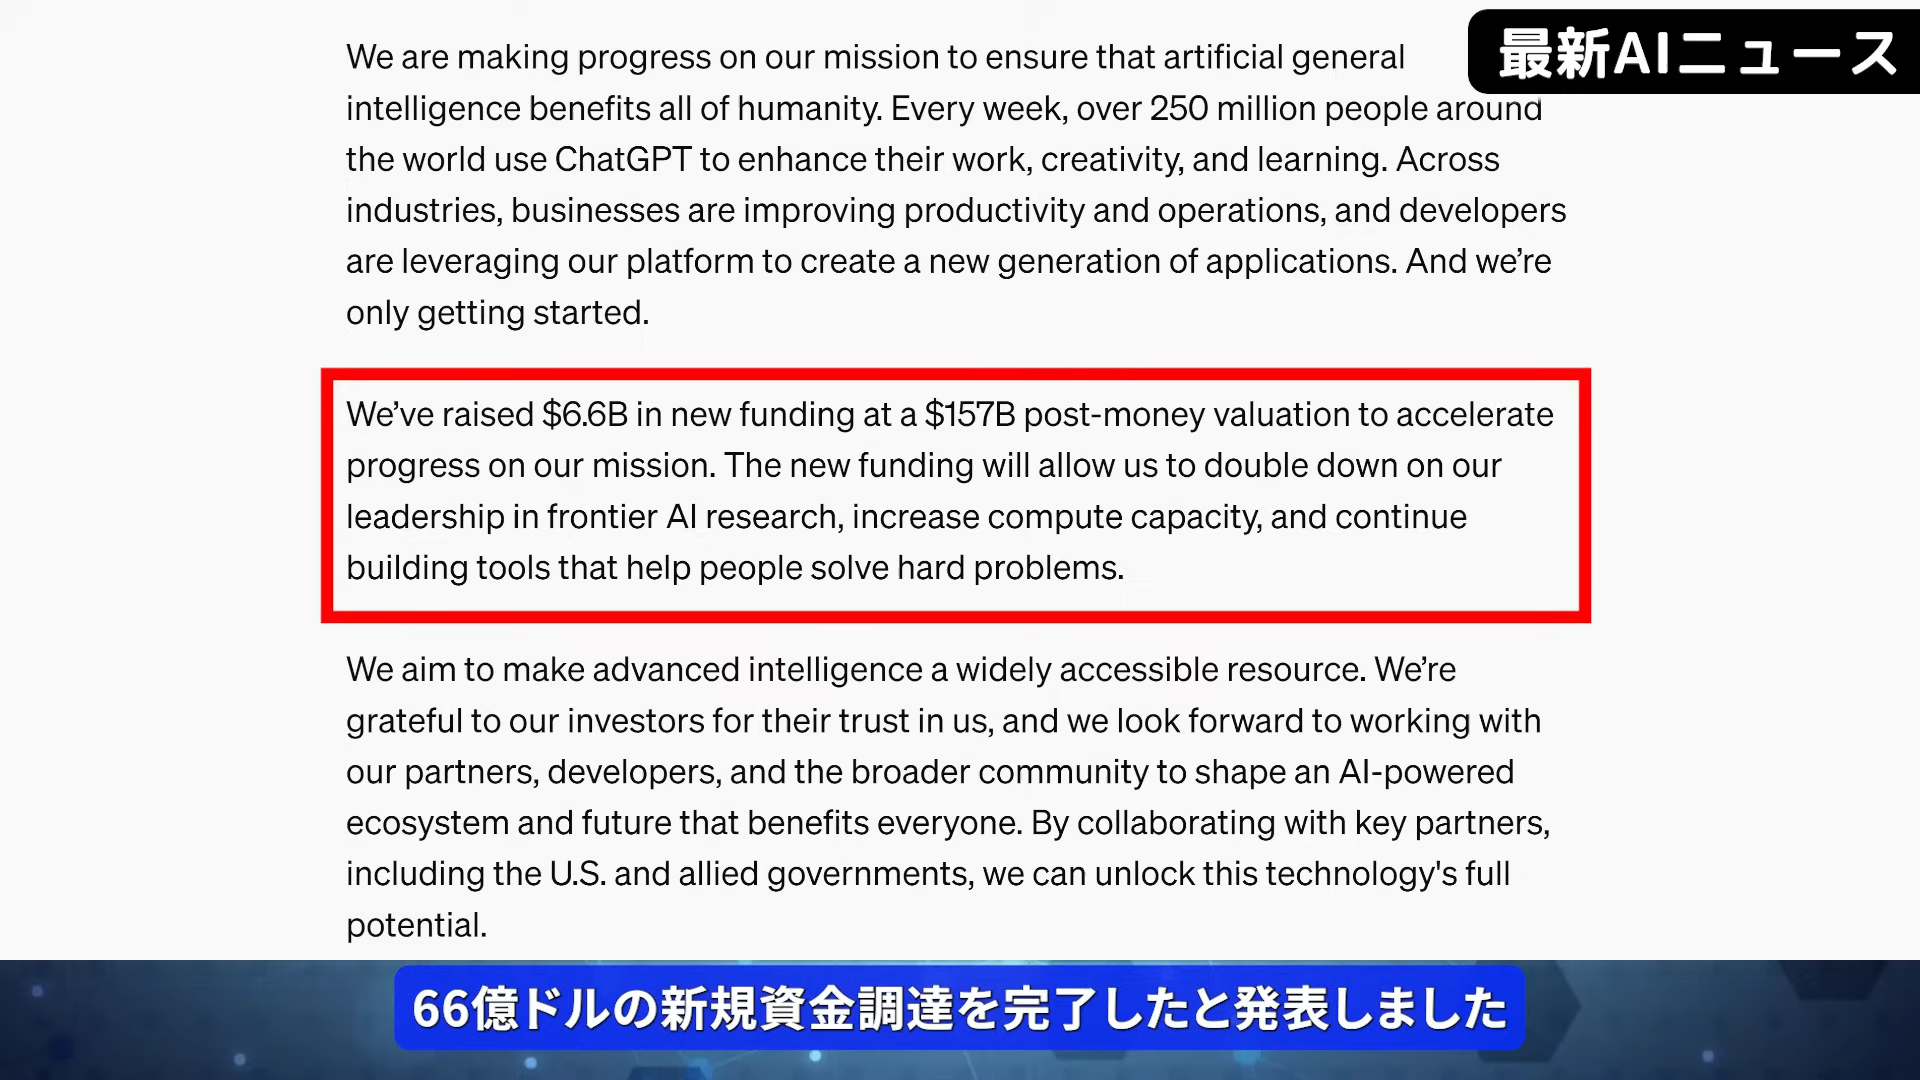 最新AIニュース
We are making progress on our mission to ensure that artificial general
intelligence benefits all of humanity. Every week, over 250 million people around
the world use ChatGPT to enhance their work, creativity, and learning. Across
industries, businesses are improving productivity and operations, and developers
are leveraging our platform to create a new generation of applications. And we’re
only getting started.
We’ve raised $6.6B in new funding at a $157B post-money valuation to accelerate
progress on our mission. The new funding will allow us to double down on our
leadership in frontier AI research, increase compute capacity, and continue
building tools that help people solve hard problems.
We aim to make advanced intelligence a widely accessible resource. We’re
grateful to our investors for their trust in us, and we look forward to working with
our partners, developers, and the broader community to shape an AI-powered
ecosystem and future that benefits everyone. By collaborating with key partners,
including the U.S. and allied governments, we can unlock this technology's full
potential.
66億ドルの新規資金調達を完了したと発表しました